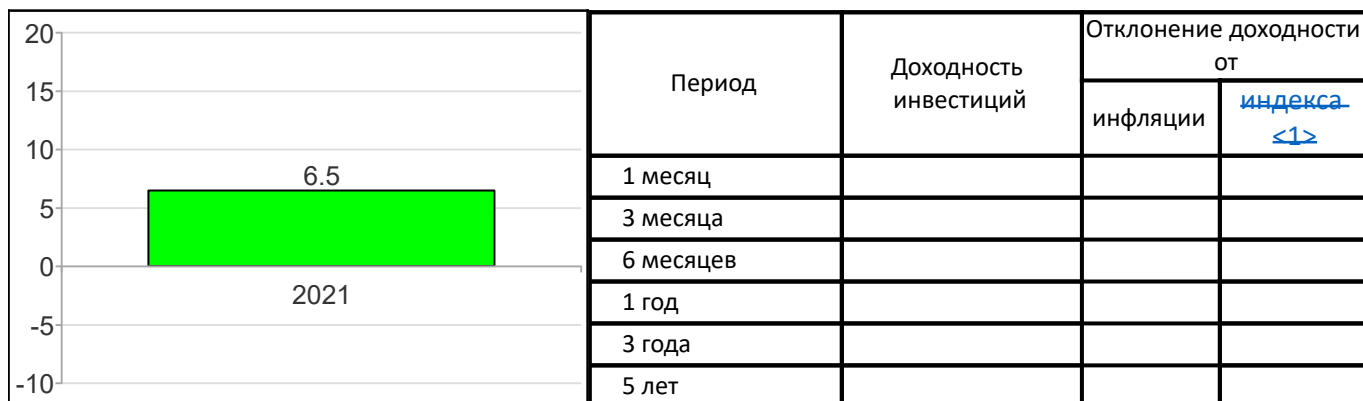 20
15
10
5
0
-5
-10
6.5
2021
Период
Доходность
инвестиций
Отклонение доходности
от
инфляции
индекса
<1>
1 месяц
3 месяца
6 месяцев
1 год
3 года
5 лет